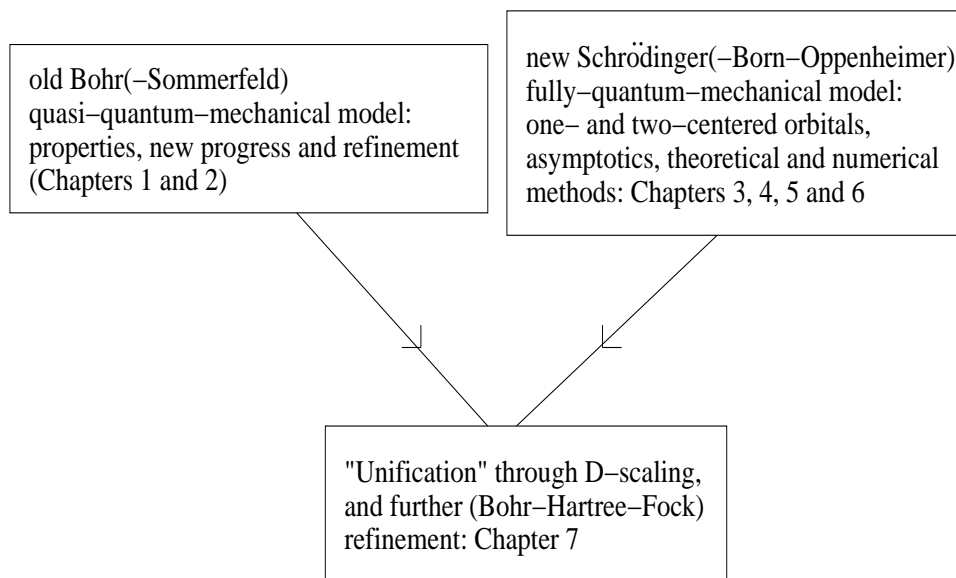 old Bohr(−Sommerfeld)
quasi−quantum−mechanical model:
properties, new progress and refinement
(Chapters 1 and 2)
new Schrödinger(−Born−Oppenheimer)
fully−quantum−mechanical model:
one− and two−centered orbitals,
asymptotics, theoretical and numerical
methods: Chapters 3, 4, 5 and 6
"Unification" through D−scaling,
and further (Bohr−Hartree−Fock)
refinement: Chapter 7